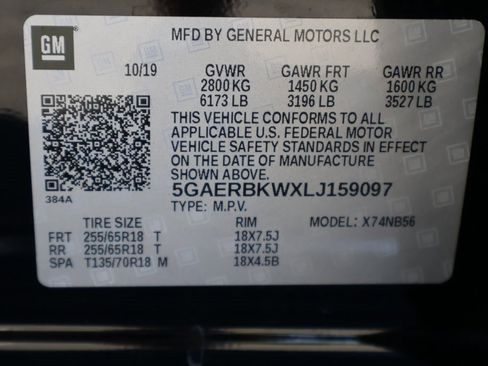 GM
MFD BY GENERAL MOTORS LLC
10/19 GVWR GAWR FRT GAWR RR
2800 KG 1450 KG 1600 KG
6173 LB 3196 LB 3527 LB
THIS VEHICLE CONFORMS TO ALL
APPLICABLE U.S. FEDERAL MOTOR
VEHICLE SAFETY STANDARDS IN EFFECT
ON THE DATE OF MANUFACTURE SHOWN ABOVE.
384A
5GAERBKWXLJ159097
TYPE: M.P.V.
TIRE SIZE RIM MODEL: X74NB56
FRT 255/65R18 T 18X7.5J
RR 255/65R18 T 18X7.5J
SPA T135/70R18 M 18X4.5B